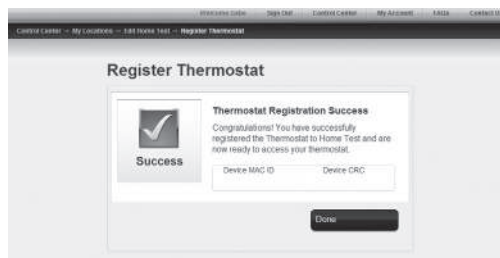 Welcome Gabe Sign Out Control Center My Account FAQs Contact U
Control Center → My Locations → Edit Home Test → Register Thermostat
Register Thermostat
Thermostat Registration Success
Congratulations! You have successfully
registered the Thermostat to Home Test and are
now ready to access your thermostat.
Success
Device MAC ID Device CRC
Done